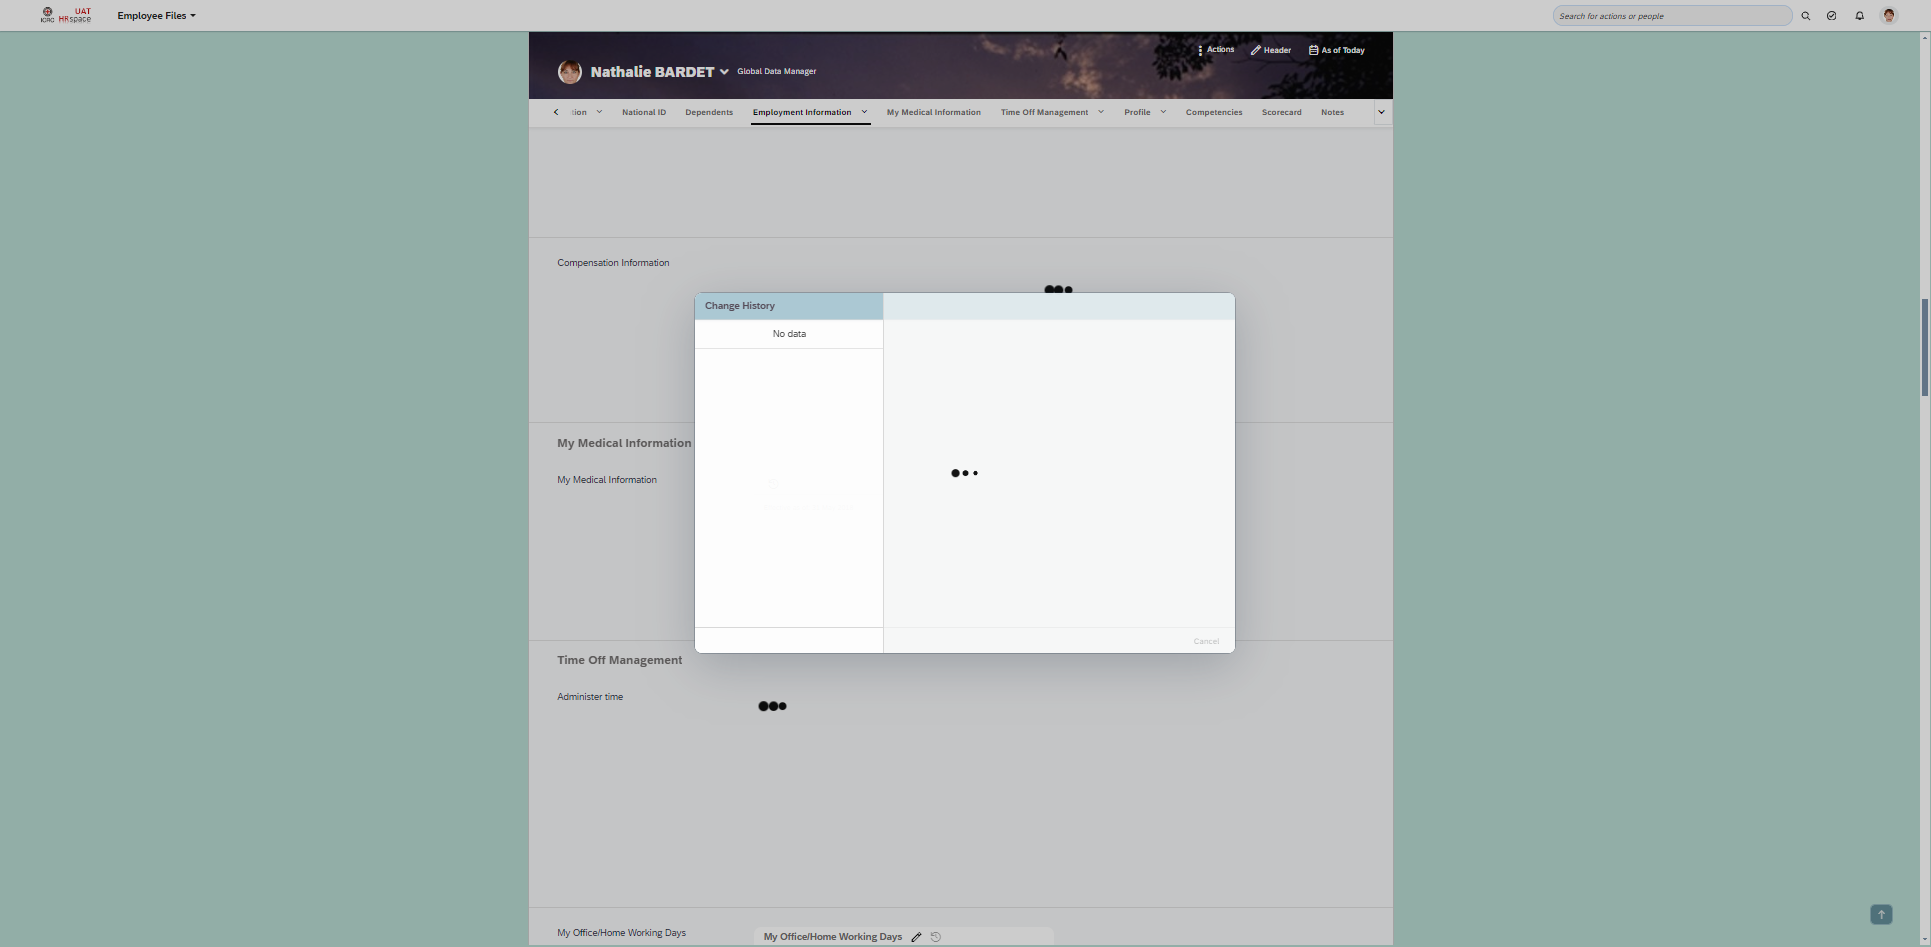 ICRC
UAT
HRspace
Employee Files
Search for actions or people
Actions
Header
As of Today
Nathalie BARDET
Global Data Manager
tion
National ID
Dependents
Employment Information
My Medical Information
Time Off Management
Profile
Competencies
Scorecard
Notes
Compensation Information
Change History
No data
Cancel
My Medical Information
My Medical Information
Time Off Management
Administer time
My Office/Home Working Days
My Office/Home Working Days